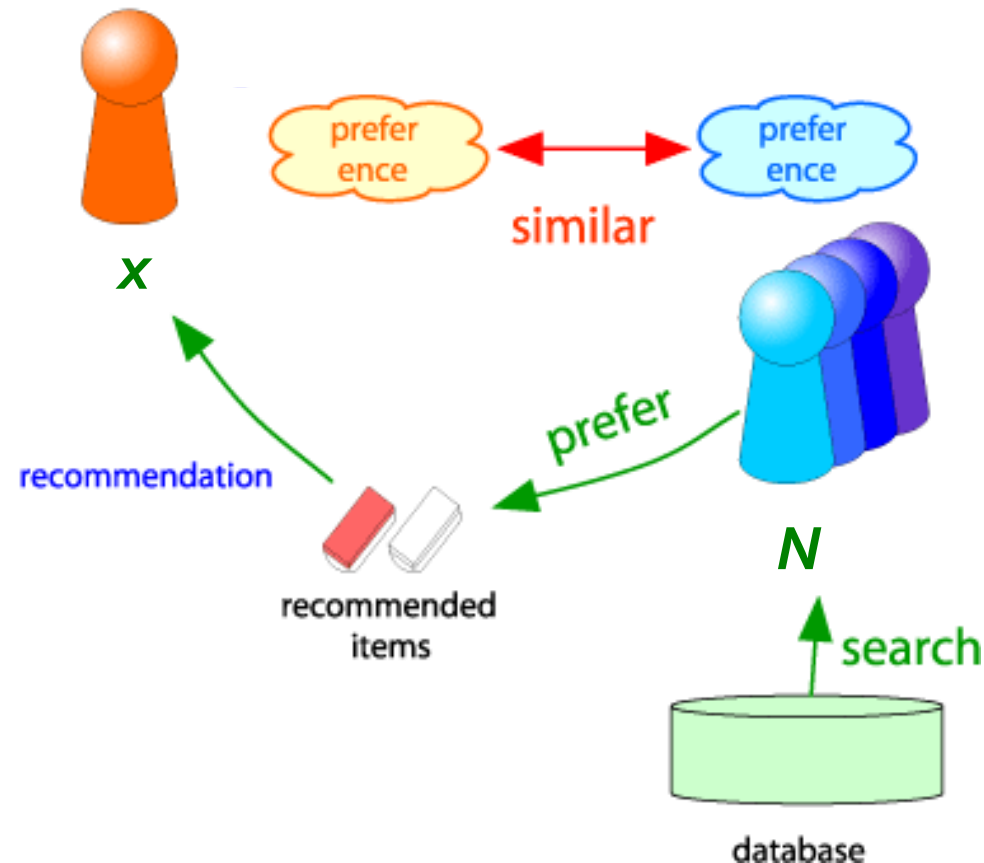 prefer
ence
prefer
ence
similar
x
prefer
recommendation
N
recommended
items
search
database